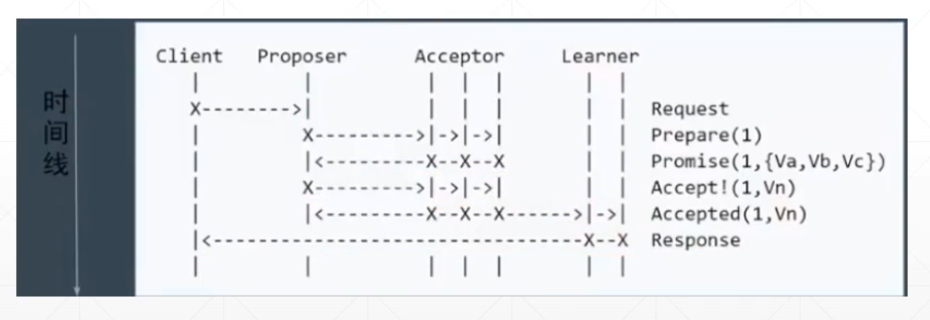 时间线
Client Proposer Acceptor Learner
| | | | | | |
X-------->| | | | | | Request
| X--------->|->|->| | | Prepare(1)
| |<---------X--X--X | | Promise(1,{Va,Vb,Vc})
| X--------->|->|->| | | Accept!(1,Vn)
| |<---------X--X--X------>|->| Accepted(1,Vn)
|<---------------------------------X--X Response
| | | | | | |